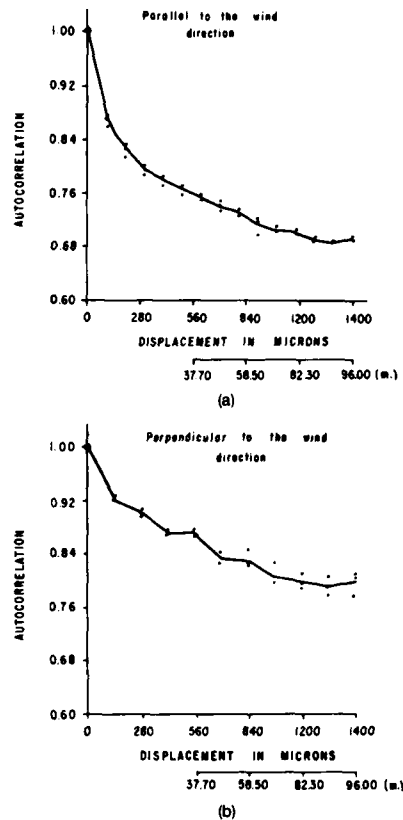 Parallel to the wind
direction
1.00
0.92
0.84
0.76
0.68
0.60
AUTOCORRELATION
0 280 560 840 1200 1400
DISPLACEMENT IN MICRONS
37.70 58.50 82.30 96.00 (m.)
(a)
Perpendicular to the wind
direction
1.00
0.92
0.84
0.76
0.68
0.60
AUTOCORRELATION
0 280 560 840 1200 1400
DISPLACEMENT IN MICRONS
37.70 58.50 82.30 96.00 (m.)
(b)